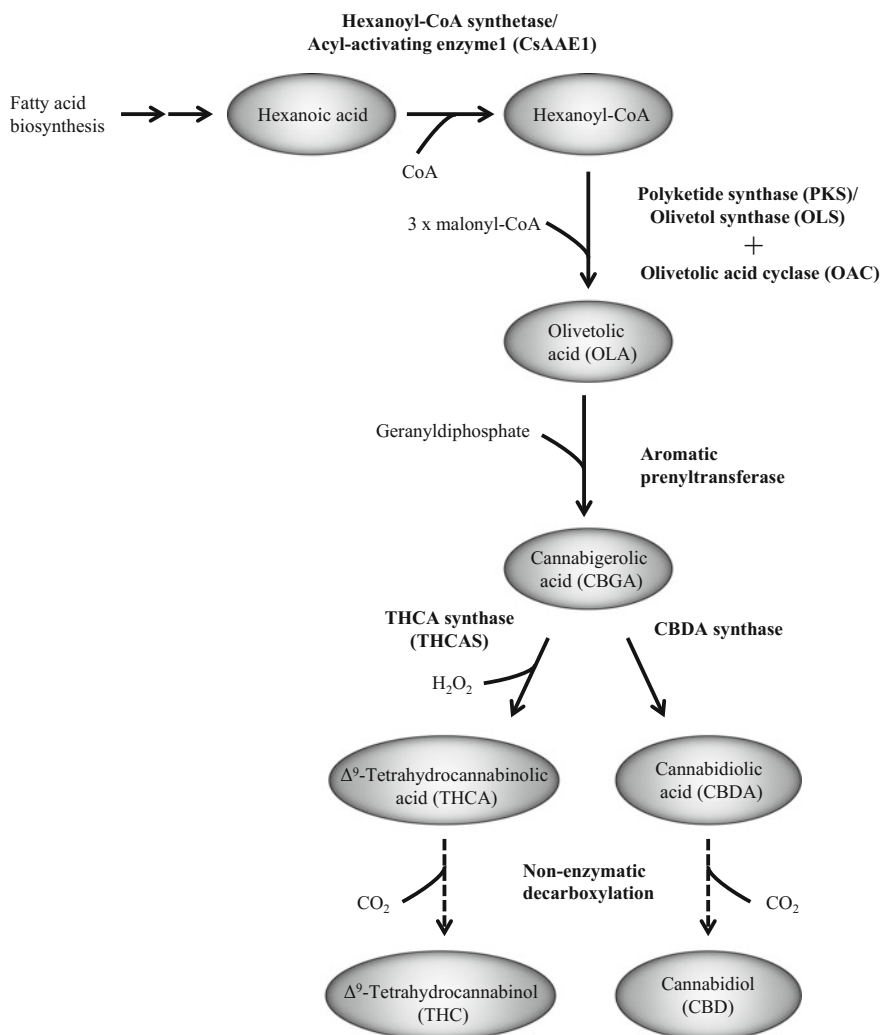 Hexanoyl-CoA synthetase/
Acyl-activating enzyme1 (CsAAE1)
Fatty acid
biosynthesis
Hexanoic acid
Hexanoyl-CoA
CoA
Polyketide synthase (PKS)/
Olivetol synthase (OLS)
+
Olivetolic acid cyclase (OAC)
3 x malonyl-CoA
Olivetolic
acid (OLA)
Geranyldiphosphate
Aromatic
prenyltransferase
Cannabigerolic
acid (CBGA)
THCA synthase
(THCAS)
CBDA synthase
H₂O₂
Δ⁹-Tetrahydrocannabinolic
acid (THCA)
Cannabidiolic
acid (CBDA)
Non-enzymatic
decarboxylation
CO₂
CO₂
Δ⁹-Tetrahydrocannabinol
(THC)
Cannabidiol
(CBD)